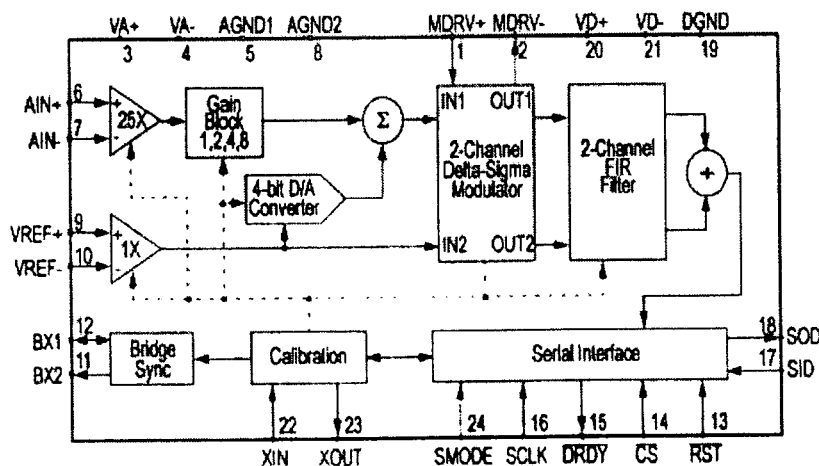 VA+ VA- AGND1 AGND2 MDRV+ MDRV- VD+ VD- DGND
3 4 5 8 1 2 20 21 19
AIN+ 6
AIN- 7
+
-
25X
Gain
Block
1,2,4,8
Σ
IN1 OUT1
2-Channel
Delta-Sigma
Modulator
IN2 OUT2
2-Channel
FIR
Filter
+
4-bit D/A
Converter
VREF+ 9
VREF- 10
+
-
1X
BX1 12
BX2 11
Bridge
Sync
Calibration
Serial Interface
18 SOD
17 SID
22 23 24 16 15 14 13
XIN XOUT SMODE SCLK DRDY CS RST